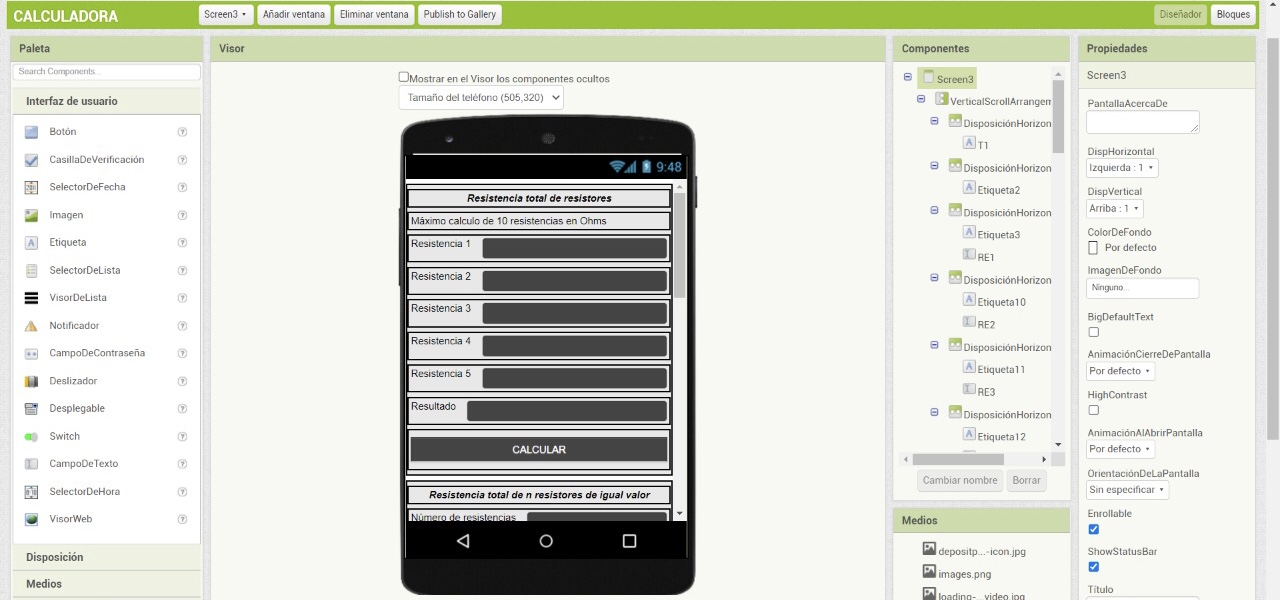 CALCULADORA
Screen3
Añadir ventana
Eliminar ventana
Publish to Gallery
Diseñador
Bloques
Paleta
Search Components...
Interfaz de usuario
Botón
CasillaDeVerificación
SelectorDeFecha
Imagen
Etiqueta
SelectorDeLista
VisorDeLista
Notificador
CampoDeContraseña
Deslizador
Desplegable
Switch
CampoDeTexto
SelectorDeHora
VisorWeb
Disposición
Medios
Visor
Mostrar en el Visor los componentes ocultos
Tamaño del teléfono (505,320)
9:48
Resistencia total de resistores
Máximo calculo de 10 resistencias en Ohms
Resistencia 1
Resistencia 2
Resistencia 3
Resistencia 4
Resistencia 5
Resultado
CALCULAR
Resistencia total de n resistores de igual valor
Número de resistencias
Componentes
Screen3
VerticalScrollArrangem
DisposiciónHorizon
T1
DisposiciónHorizon
Etiqueta2
DisposiciónHorizon
Etiqueta3
RE1
DisposiciónHorizon
Etiqueta10
RE2
DisposiciónHorizon
Etiqueta11
RE3
DisposiciónHorizon
Etiqueta12
Cambiar nombre
Borrar
Medios
depositp...-icon.jpg
images.png
loading-...video.jpg
Propiedades
Screen3
PantallaAcercaDe
DispHorizontal
Izquierda : 1
DispVertical
Arriba : 1
ColorDeFondo
Por defecto
ImagenDeFondo
Ninguno...
BigDefaultText
AnimaciónCierreDePantalla
Por defecto
HighContrast
AnimaciónAlAbrirPantalla
Por defecto
OrientaciónDeLaPantalla
Sin especificar
Enrollable
ShowStatusBar
Título